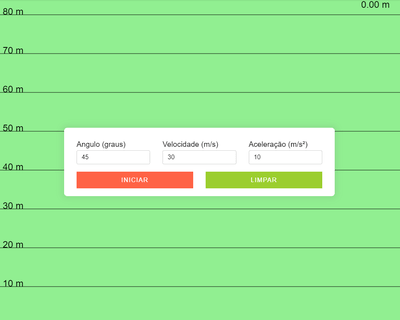 0.00 m
80 m
70 m
60 m
50 m
Angulo (graus) Velocidade (m/s) Aceleração (m/s²)
45 30 10
40 m
INICIAR LIMPAR
30 m
20 m
10 m